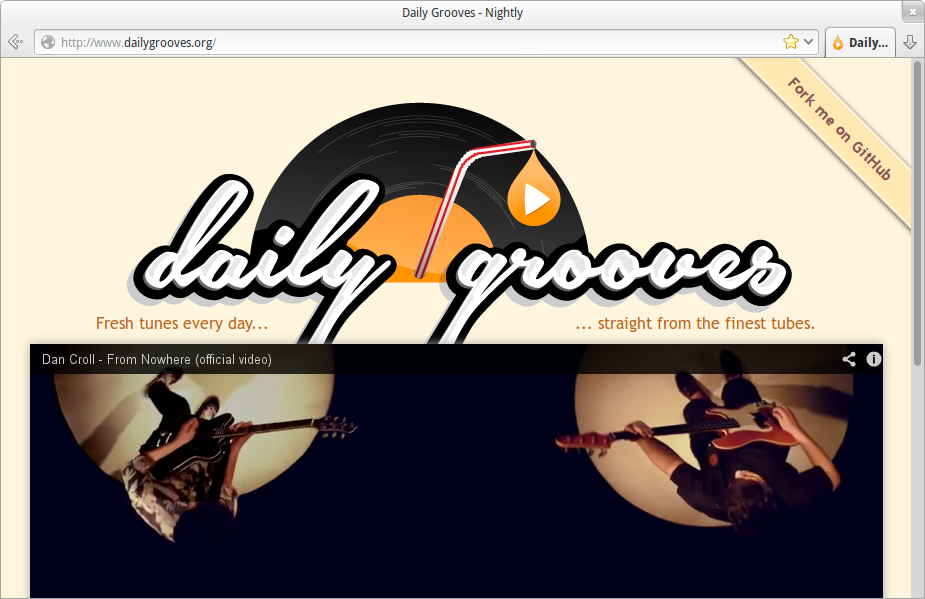 Daily Grooves - Nightly
http://www.dailygrooves.org/
Daily...
Fork me on GitHub
daily grooves
Fresh tunes every day...
... straight from the finest tubes.
Dan Croll - From Nowhere (official video)